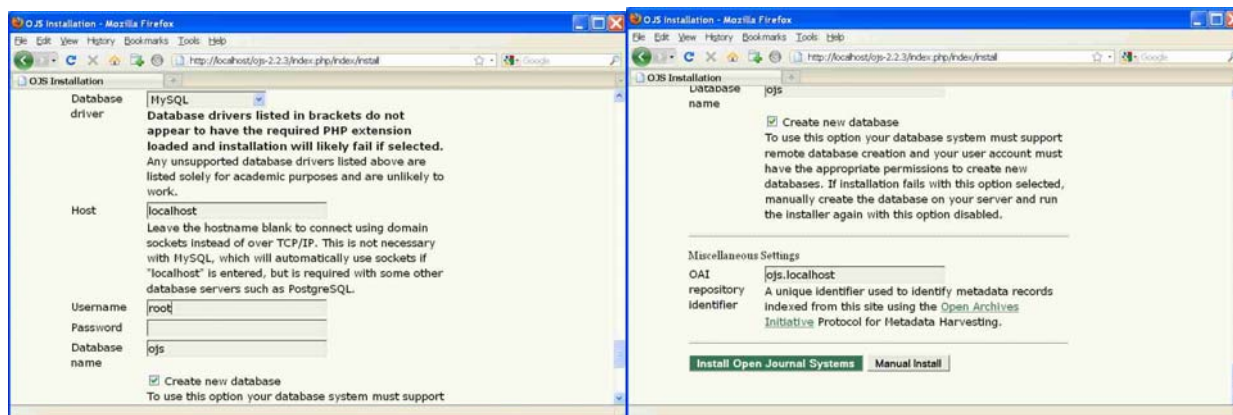 OJS Installation - Mozilla Firefox
File Edit View History Bookmarks Tools Help
http://localhost/ojs-2.2.3/index.php/index/install
Google
OJS Installation
Database driver
MySQL
Database drivers listed in brackets do not
appear to have the required PHP extension
loaded and installation will likely fail if selected.
Any unsupported database drivers listed above are
listed solely for academic purposes and are unlikely to
work.
Host
localhost
Leave the hostname blank to connect using domain
sockets instead of over TCP/IP. This is not necessary
with MySQL, which will automatically use sockets if
"localhost" is entered, but is required with some other
database servers such as PostgreSQL.
Username
root
Password
Database name
ojs
Create new database
To use this option your database system must support
OJS Installation - Mozilla Firefox
File Edit View History Bookmarks Tools Help
http://localhost/ojs-2.2.3/index.php/index/install
Google
OJS Installation
Database name
ojs
Create new database
To use this option your database system must support
remote database creation and your user account must
have the appropriate permissions to create new
databases. If installation fails with this option selected,
manually create the database on your server and run
the installer again with this option disabled.
Miscellaneous Settings
OAI repository identifier
ojs.localhost
A unique identifier used to identify metadata records
indexed from this site using the Open Archives
Initiative Protocol for Metadata Harvesting.
Install Open Journal Systems
Manual Install